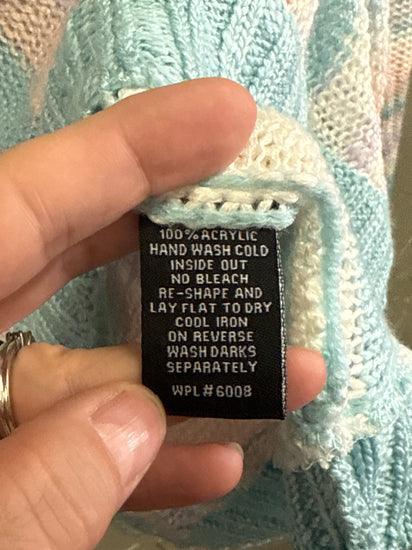 100% ACRYLIC
HAND WASH COLD
INSIDE OUT
NO BLEACH
RE-SHAPE AND
LAY FLAT TO DRY
COOL IRON
ON REVERSE
WASH DARKS
SEPARATELY
WPL#6008